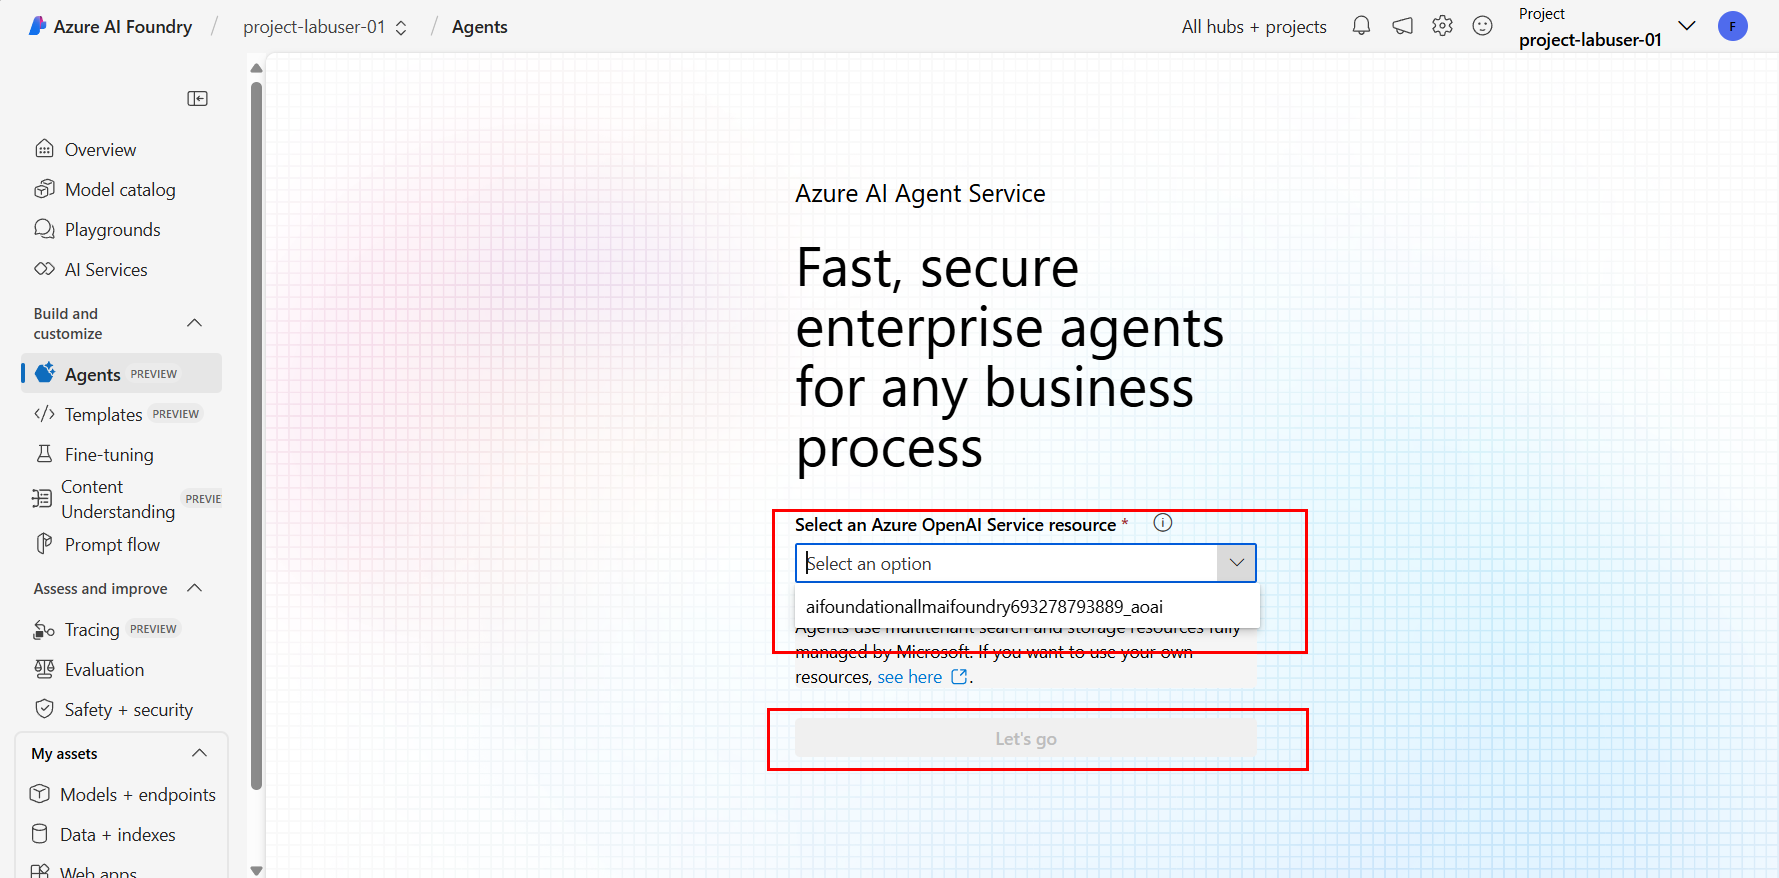 Azure AI Foundry / project-labuser-01 / Agents
All hubs + projects
Project
project-labuser-01
F
Overview
Model catalog
Playgrounds
AI Services
Build and
customize
Agents PREVIEW
Templates PREVIEW
Fine-tuning
Content
Understanding PREVIE
Prompt flow
Assess and improve
Tracing PREVIEW
Evaluation
Safety + security
My assets
Models + endpoints
Data + indexes
Web apps
Azure AI Agent Service
Fast, secure
enterprise agents
for any business
process
Select an Azure OpenAI Service resource *
Select an option
aifoundationallmaifoundry693278793889_aoai
Agents use multitenant search and storage resources fully
managed by Microsoft. If you want to use your own
resources, see here .
Let's go